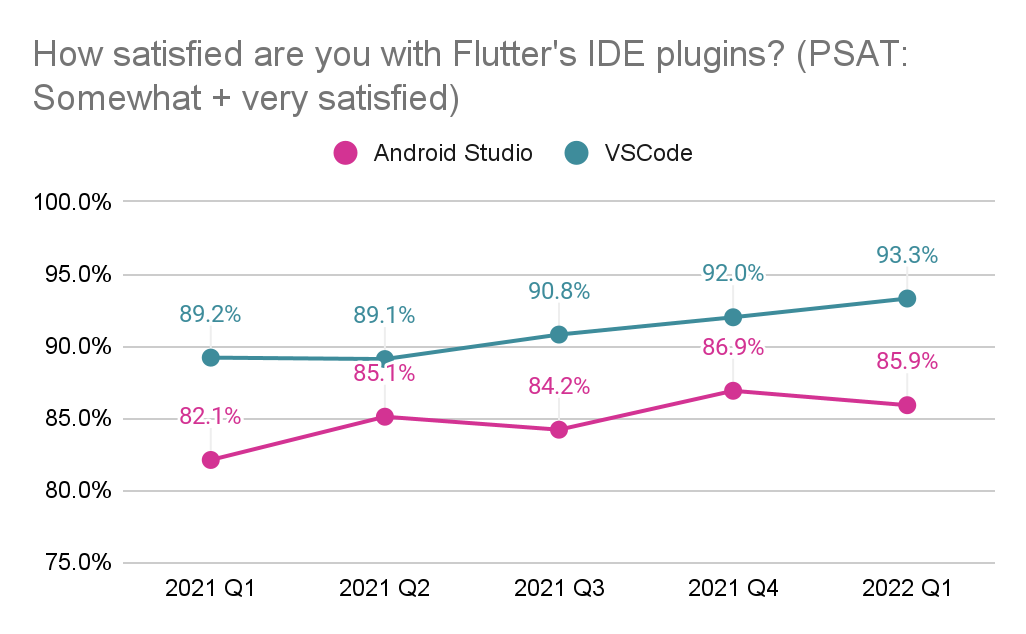 How satisfied are you with Flutter's IDE plugins? (PSAT:
Somewhat + very satisfied)
Android Studio VSCode
100.0%
95.0%
90.0%
85.0%
80.0%
75.0%
89.2% 89.1% 90.8% 92.0% 93.3%
82.1% 85.1% 84.2% 86.9% 85.9%
2021 Q1 2021 Q2 2021 Q3 2021 Q4 2022 Q1